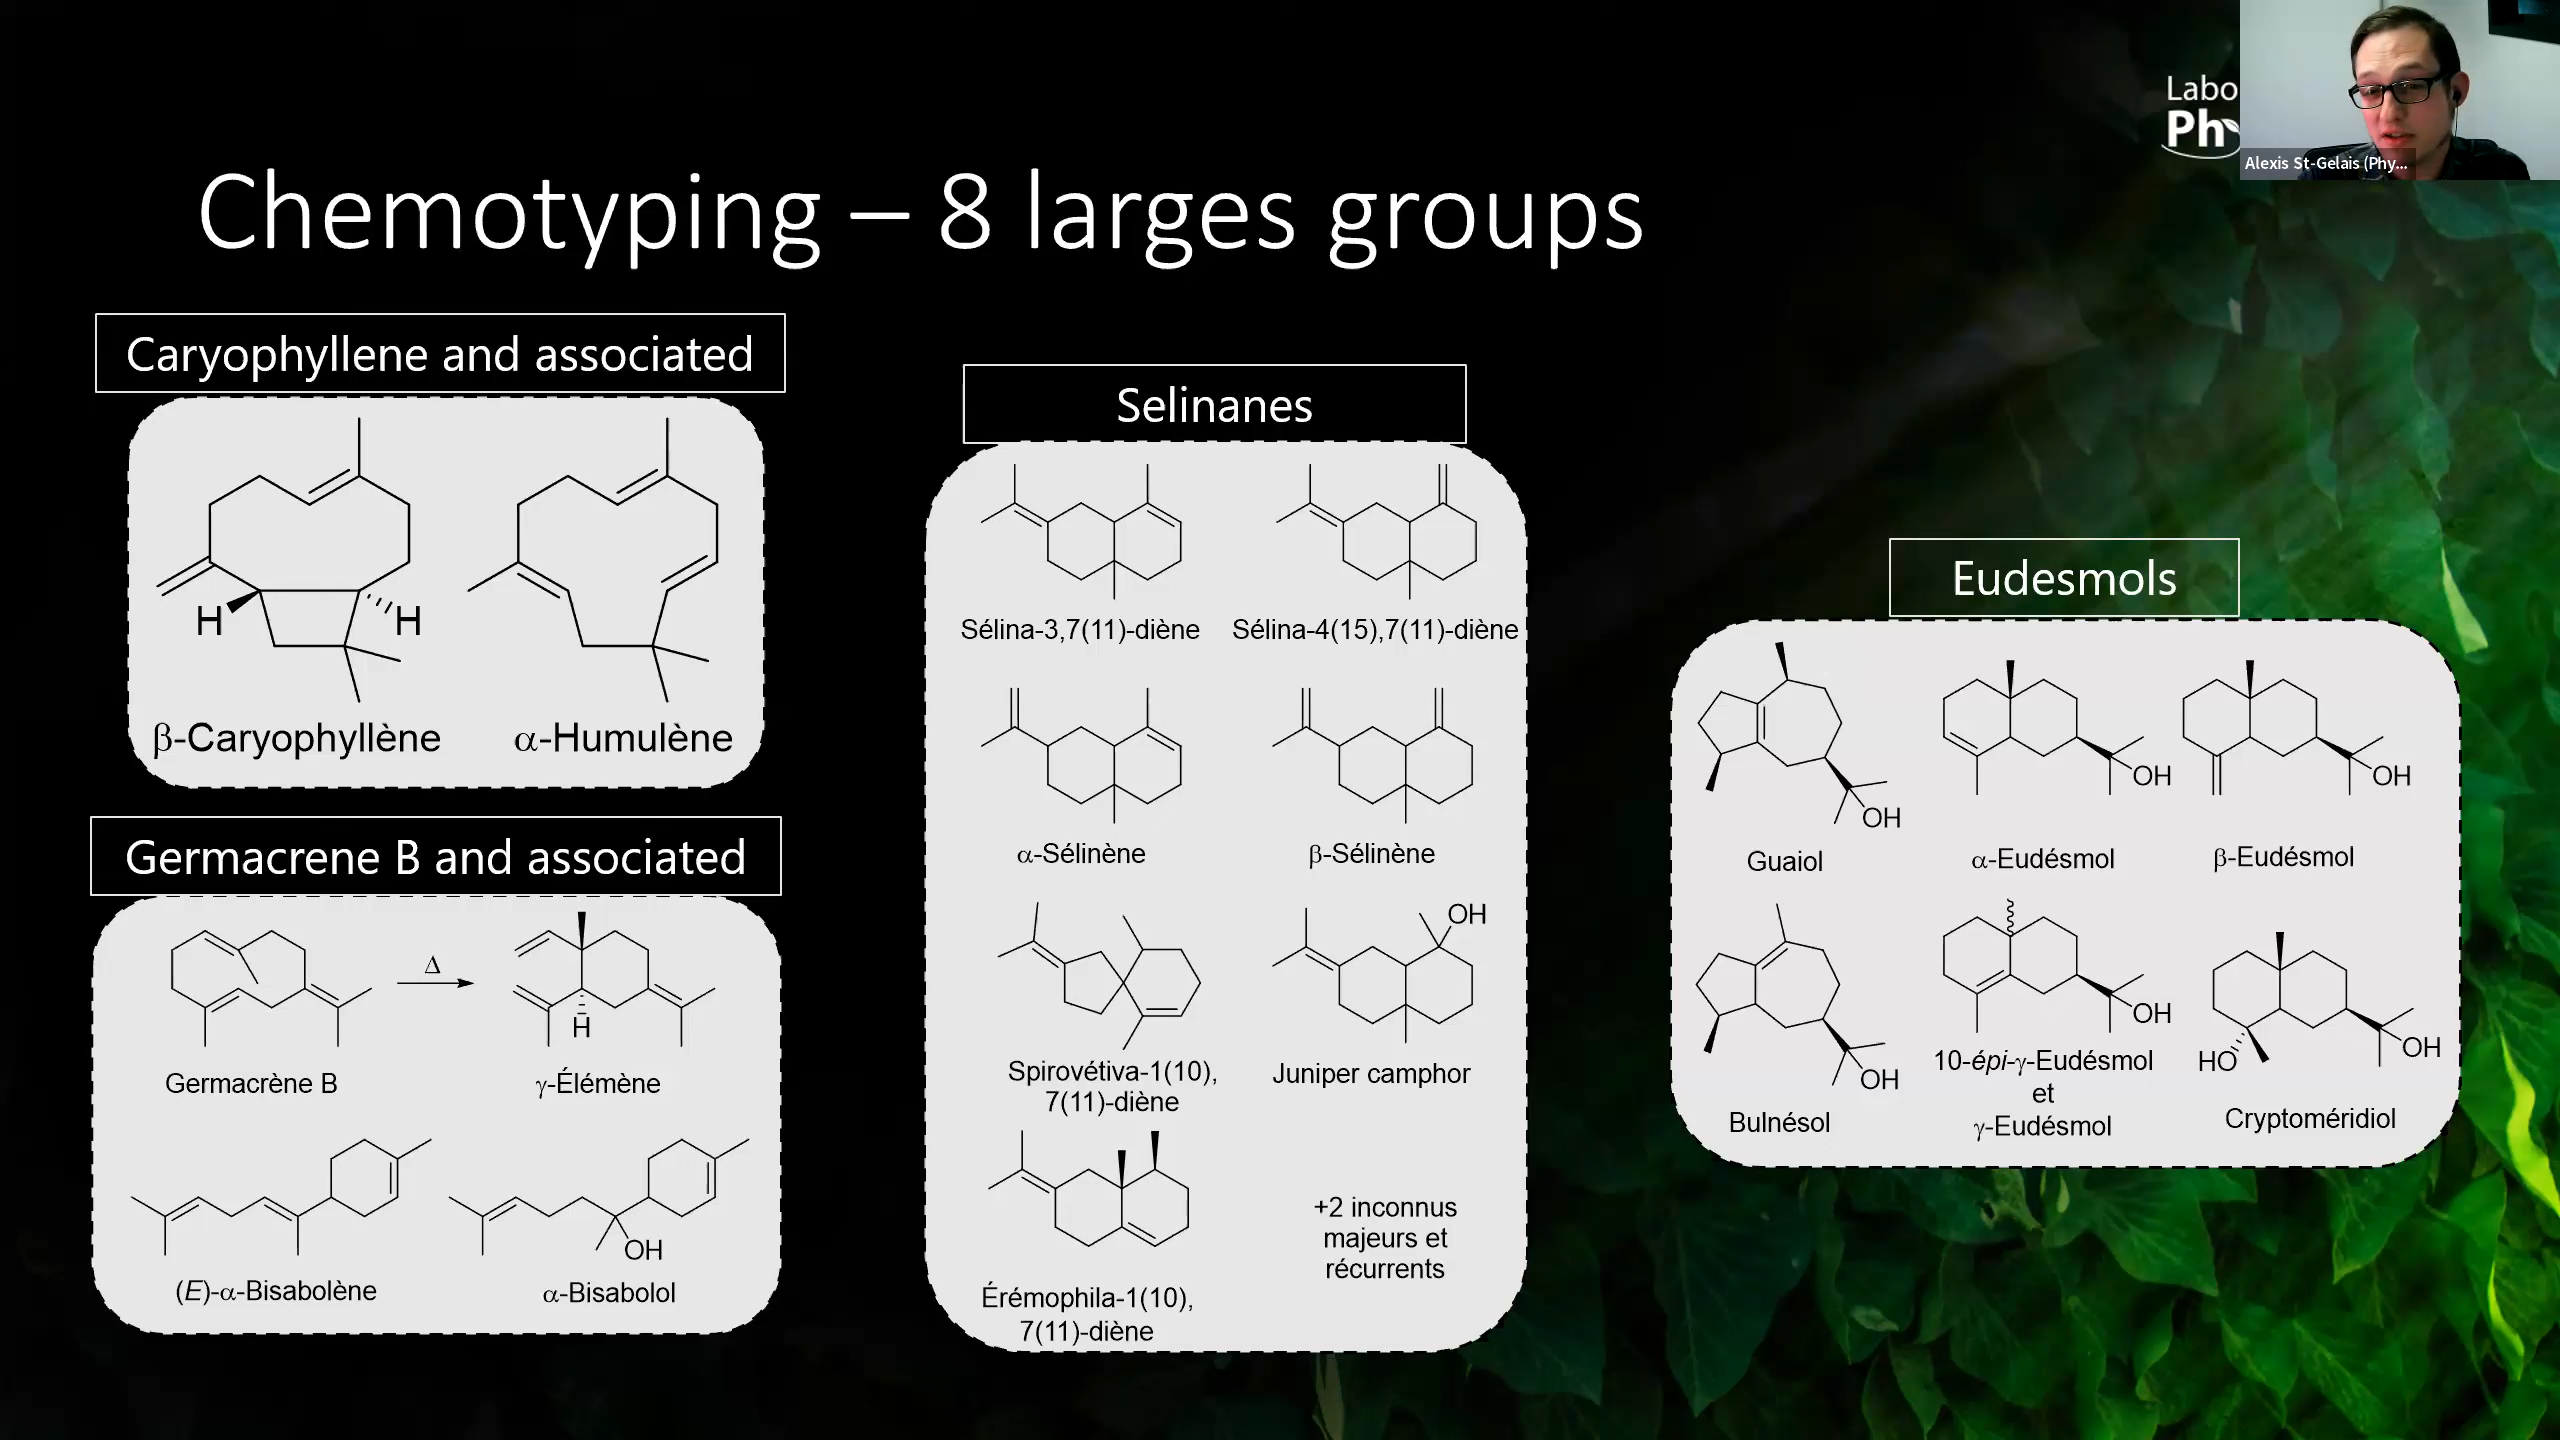 Labo
Ph
Alexis St-Gelais (Phy...
Chemotyping – 8 larges groups
Caryophyllene and associated
H
H
β-Caryophyllène
α-Humulène
Germacrene B and associated
Δ
H
Germacrène B
γ-Élémène
OH
(E)-α-Bisabolène
α-Bisabolol
Selinanes
Sélina-3,7(11)-diène
Sélina-4(15),7(11)-diène
α-Sélinène
β-Sélinène
OH
Spirovétiva-1(10),
7(11)-diène
Juniper camphor
Érémophila-1(10),
7(11)-diène
+2 inconnus
majeurs et
récurrents
Eudesmols
OH
OH
OH
Guaiol
α-Eudésmol
β-Eudésmol
OH
OH
HO
OH
Bulnésol
10-épi-γ-Eudésmol
et
γ-Eudésmol
Cryptoméridiol